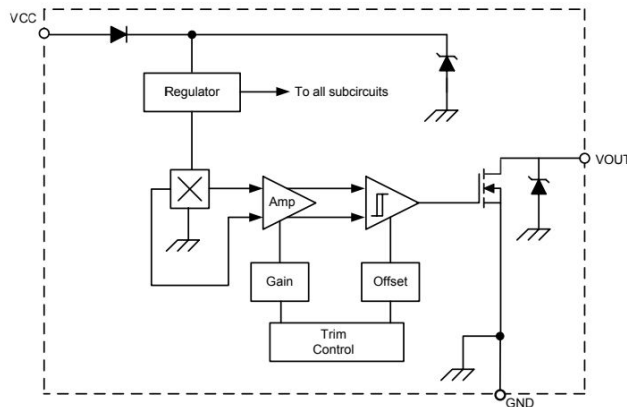 VCC
Regulator
To all subcircuits
VOUT
Amp
Gain
Offset
Trim
Control
GND